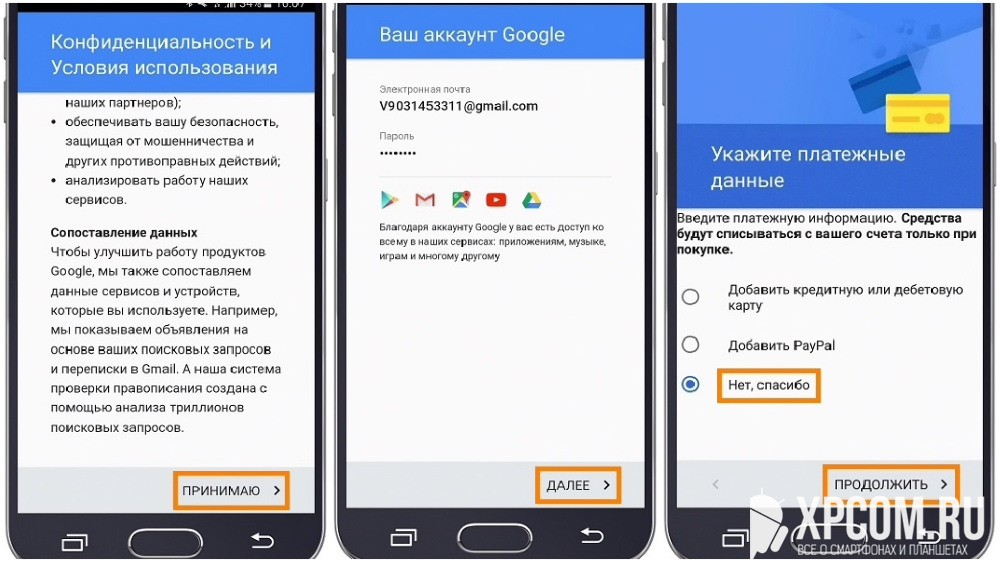 34% 16:07
Конфиденциальность и
Условия использования
наших партнеров);
• обеспечивать вашу безопасность,
защищая от мошенничества и
других противоправных действий;
• анализировать работу наших
сервисов.
Сопоставление данных
Чтобы улучшить работу продуктов
Google, мы также сопоставляем
данные сервисов и устройств,
которые вы используете. Например,
мы показываем объявления на
основе ваших поисковых запросов
и переписки в Gmail. А наша система
проверки правописания создана с
помощью анализа триллионов
поисковых запросов.
ПРИНИМАЮ
Ваш аккаунт Google
Электронная почта
V9031453311@gmail.com
Пароль
••••••••
Благодаря аккаунту Google у вас есть доступ ко
всему в наших сервисах: приложениям, музыке,
играм и многому другому
ДАЛЕЕ
Укажите платежные
данные
Введите платежную информацию. Средства
будут списываться с вашего счета только при
покупке.
Добавить кредитную или дебетовую
карту
Добавить PayPal
Нет, спасибо
ПРОДОЛЖИТЬ
XPCOM.RU
ВСЕ О СМАРТФОНАХ И ПЛАНШЕТАХ